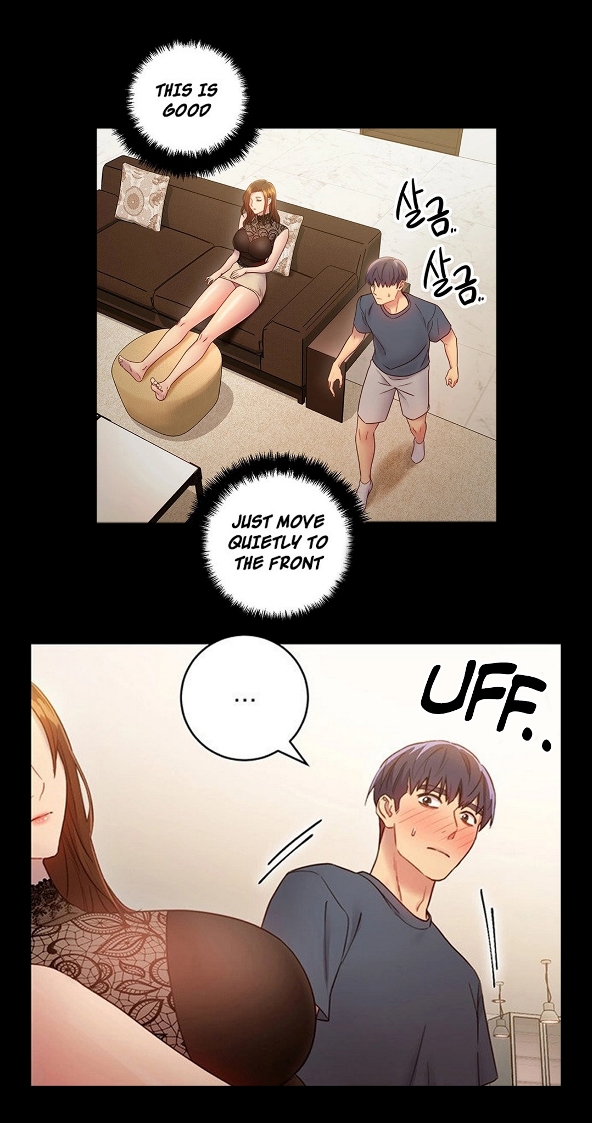 THIS IS
GOOD
살금..
살금..
JUST MOVE
QUIETLY TO
THE FRONT
...
UFF..